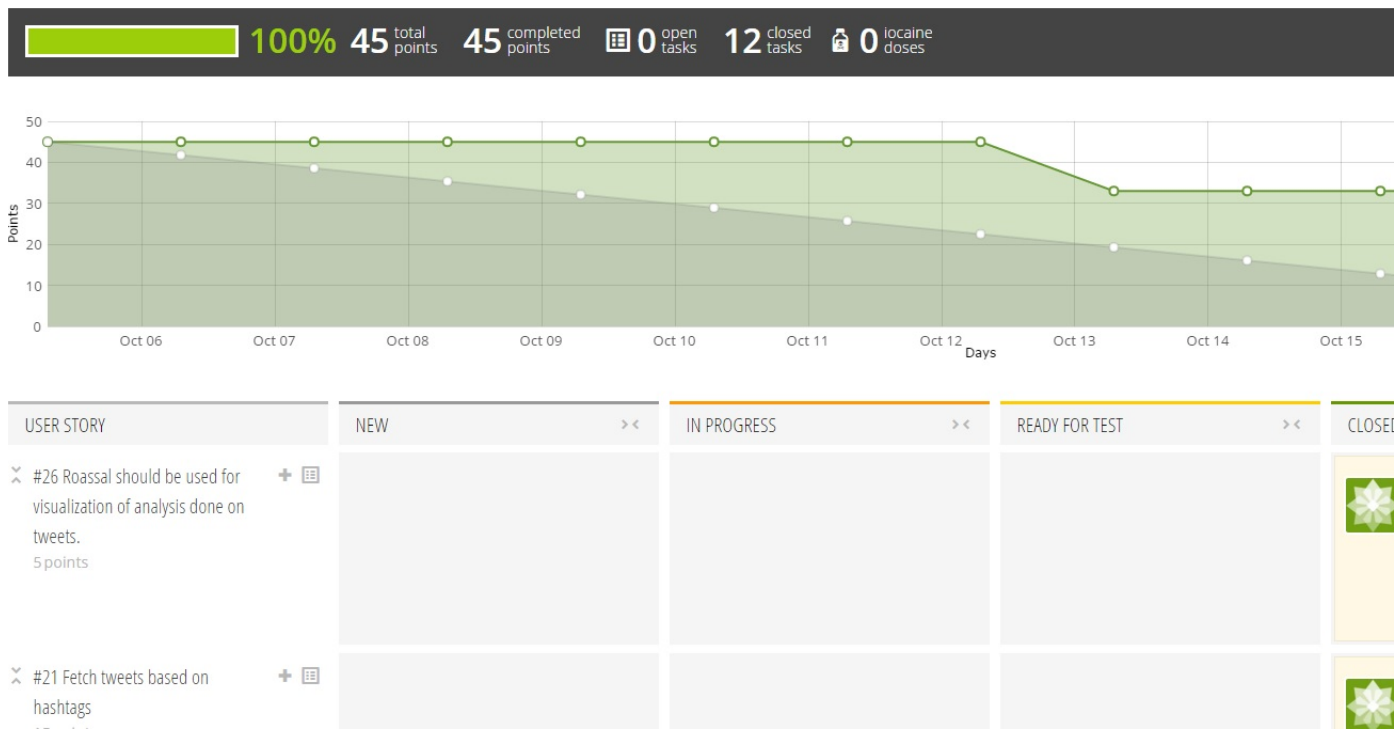 100% 45 total points 45 completed points 0 open tasks 12 closed tasks 0 iocaine doses
50
40
30
20
10
0
Points
Oct 06 Oct 07 Oct 08 Oct 09 Oct 10 Oct 11 Oct 12 Oct 13 Oct 14 Oct 15
Days
USER STORY NEW IN PROGRESS READY FOR TEST CLOSED
#26 Roassal should be used for
visualization of analysis done on
tweets.
5 points
#21 Fetch tweets based on
hashtags